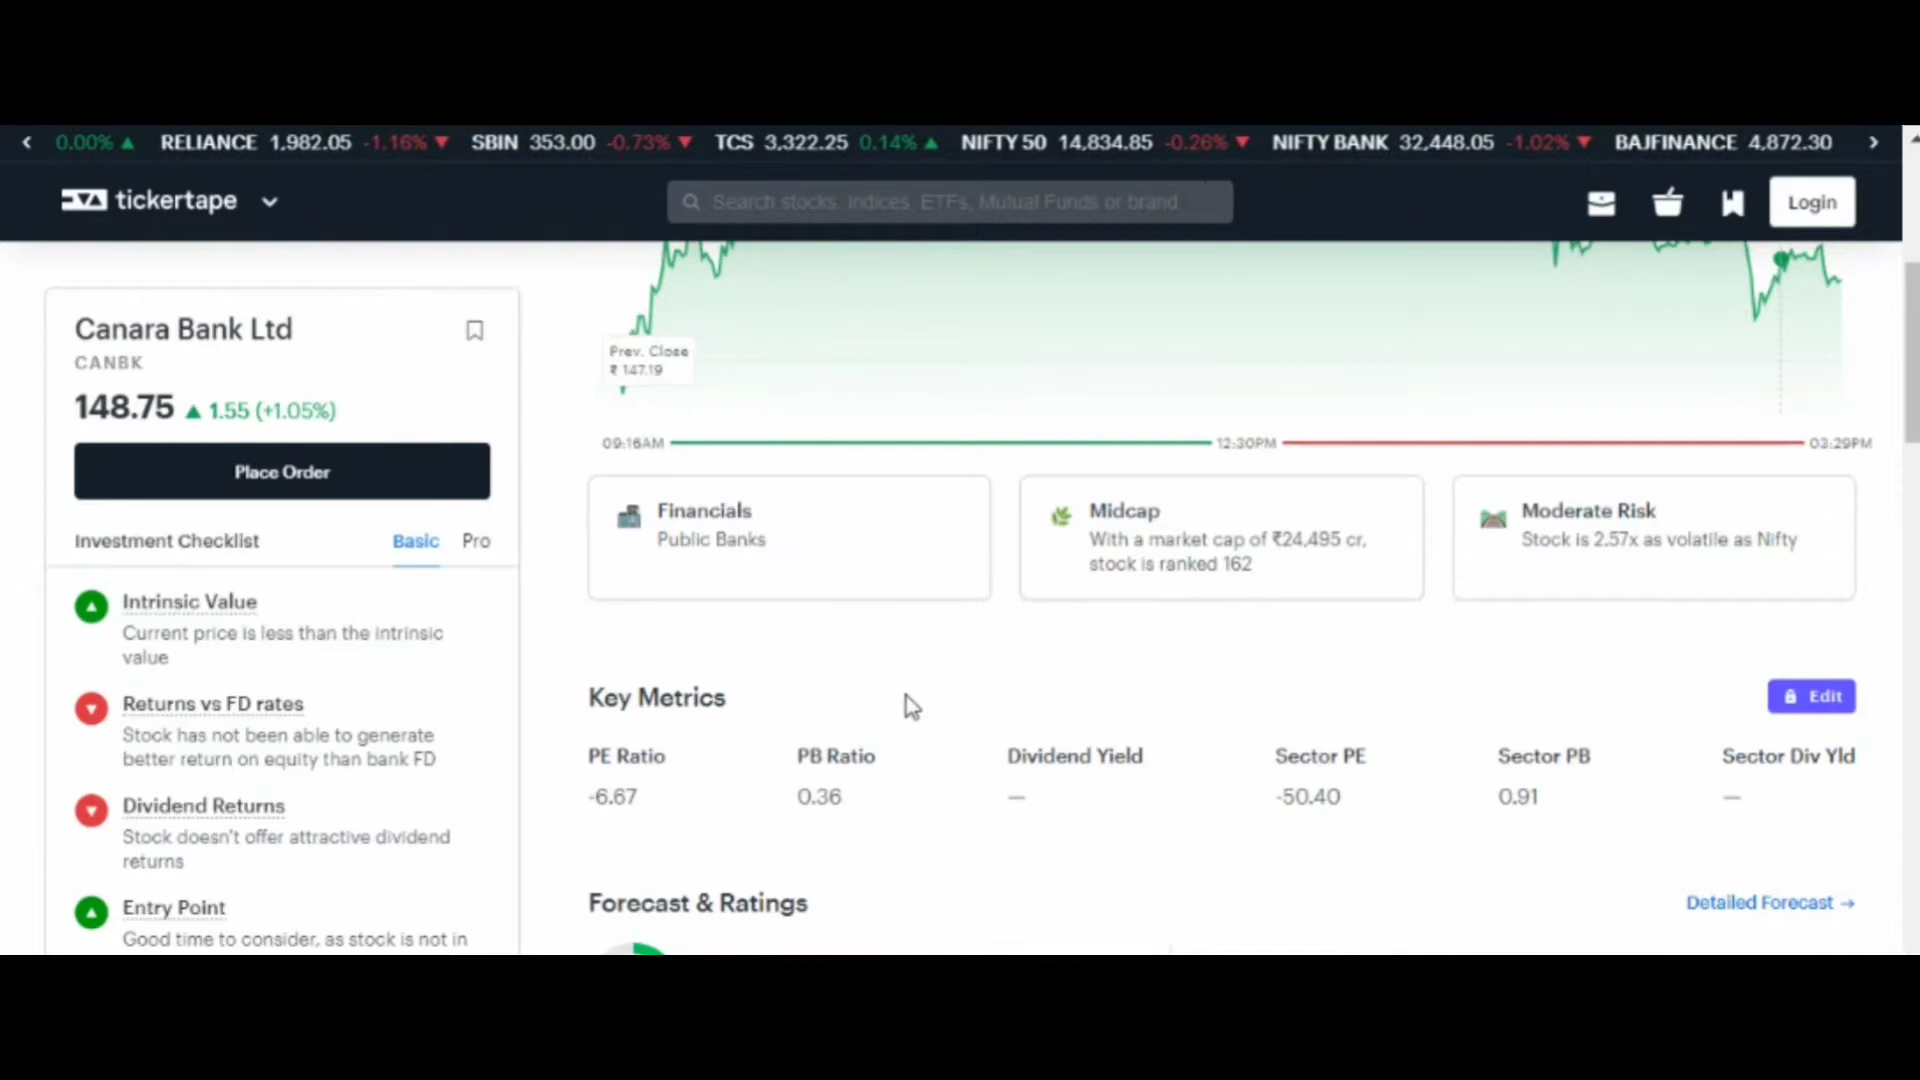 0.00% ▲ RELIANCE 1,982.05 -1.16% ▼ SBIN 353.00 -0.73% ▼ TCS 3,322.25 0.14% ▲ NIFTY 50 14,834.85 -0.26% ▼ NIFTY BANK 32,448.05 -1.02% ▼ BAJFINANCE 4,872.30
tickertape
Search stocks, indices, ETFs, Mutual Funds or brand
Login
Canara Bank Ltd
CANBK
148.75 ▲ 1.55 (+1.05%)
Place Order
Investment Checklist Basic Pro
Intrinsic Value
Current price is less than the intrinsic
value
Returns vs FD rates
Stock has not been able to generate
better return on equity than bank FD
Dividend Returns
Stock doesn't offer attractive dividend
returns
Entry Point
Good time to consider, as stock is not in
Prev. Close
₹ 147.19
09:16AM 12:30PM 03:29PM
Financials
Public Banks
Midcap
With a market cap of ₹24,495 cr,
stock is ranked 162
Moderate Risk
Stock is 2.57x as volatile as Nifty
Key Metrics
Edit
PE Ratio PB Ratio Dividend Yield Sector PE Sector PB Sector Div Yld
-6.67 0.36 — -50.40 0.91 —
Forecast & Ratings
Detailed Forecast →